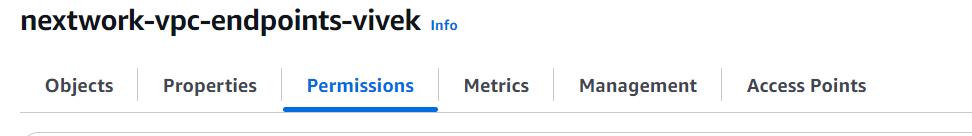 nextwork-vpc-endpoints-vivek Info
Objects Properties Permissions Metrics Management Access Points